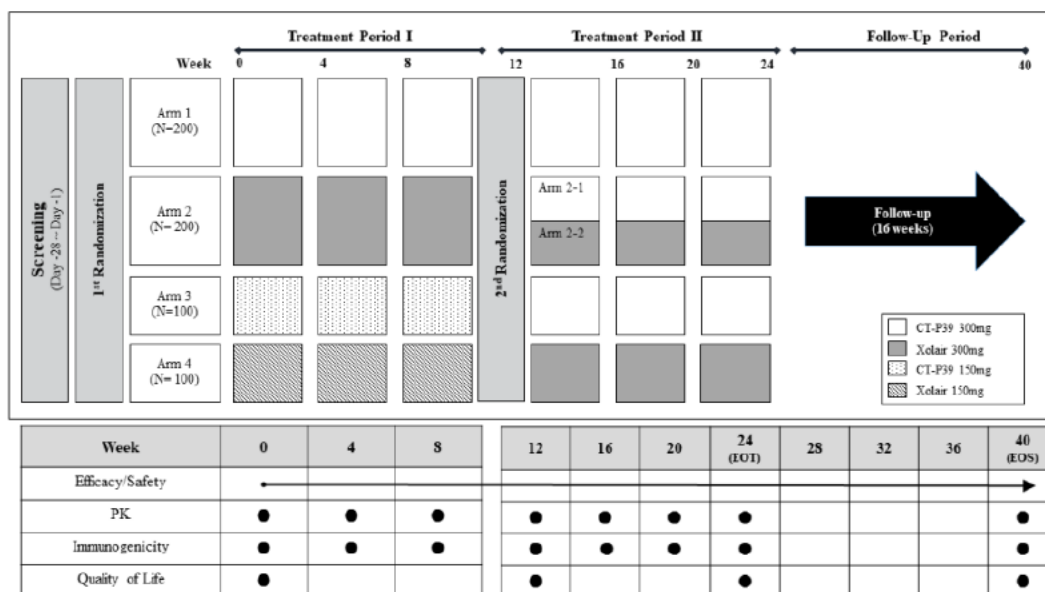 Treatment Period I Treatment Period II Follow-Up Period
Week 0 4 8 12 16 20 24 40
Screening
(Day -28 – Day -1)
1st Randomization
Arm 1
(N=200)
Arm 2
(N= 200)
Arm 3
(N=100)
Arm 4
(N= 100)
2nd Randomization
Arm 2-1
Arm 2-2
Follow-up
(16 weeks)
CT-P39 300mg
Xolair 300mg
CT-P39 150mg
Xolair 150mg
Week 0 4 8 12 16 20 24 28 32 36 40
(EOT) (EOS)
Efficacy/Safety
PK
Immunogenicity
Quality of Life